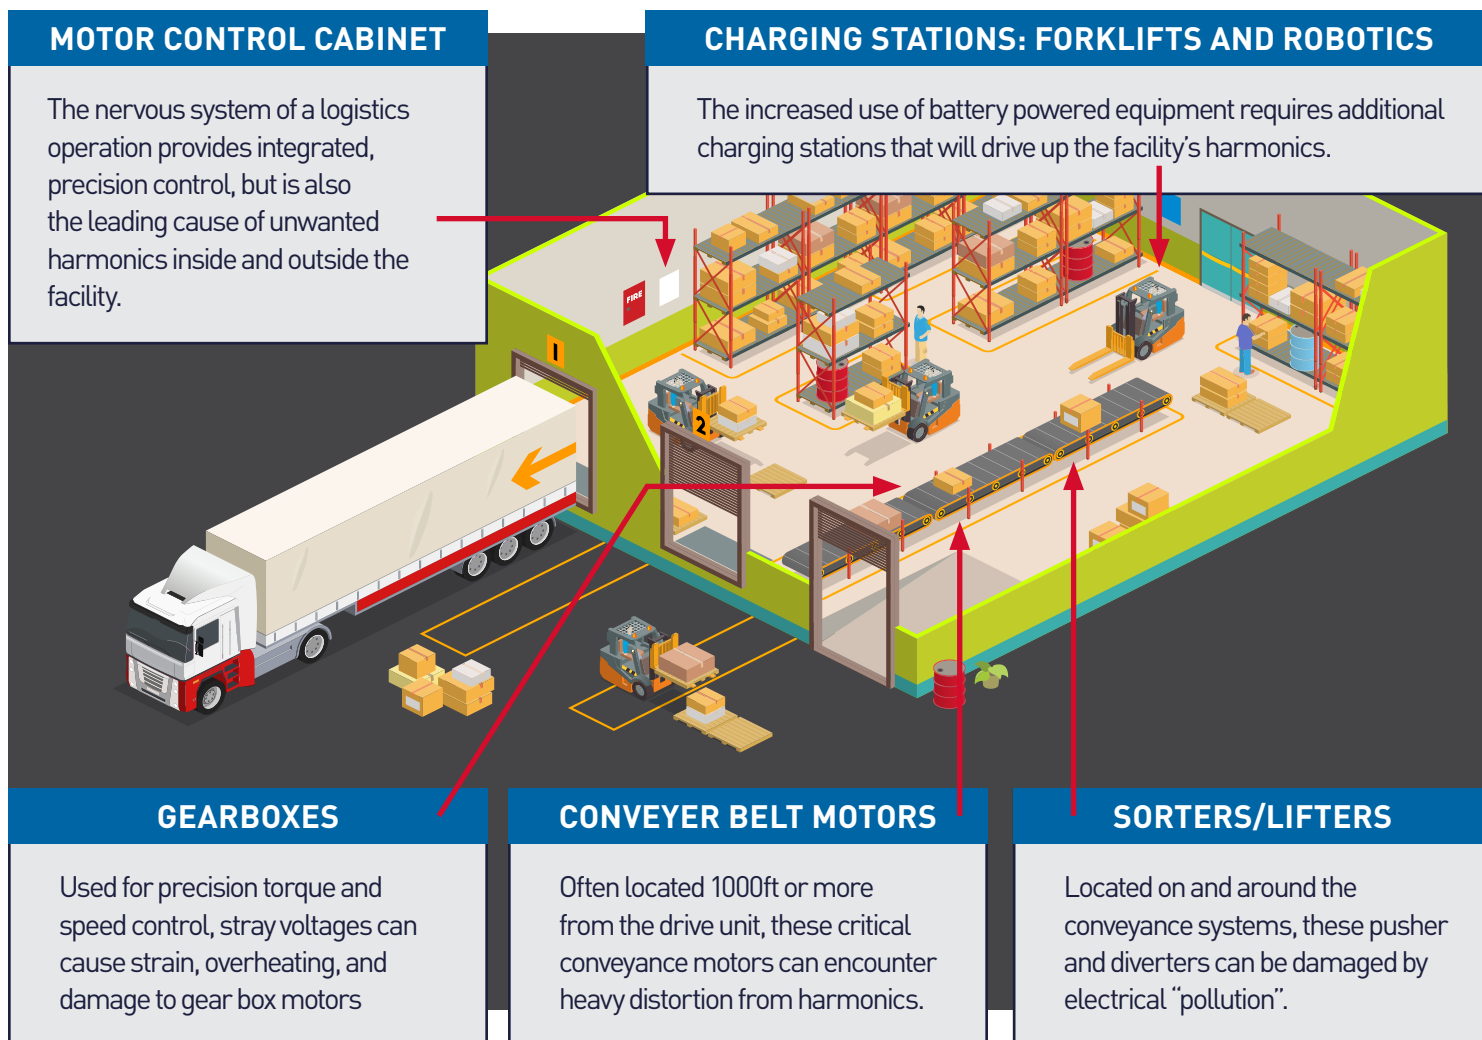 MOTOR CONTROL CABINET
The nervous system of a logistics
operation provides integrated,
precision control, but is also
the leading cause of unwanted
harmonics inside and outside the
facility.
CHARGING STATIONS: FORKLIFTS AND ROBOTICS
The increased use of battery powered equipment requires additional
charging stations that will drive up the facility's harmonics.
FIRE
1
2
GEARBOXES
Used for precision torque and
speed control, stray voltages can
cause strain, overheating, and
damage to gear box motors
CONVEYER BELT MOTORS
Often located 1000ft or more
from the drive unit, these critical
conveyance motors can encounter
heavy distortion from harmonics.
SORTERS/LIFTERS
Located on and around the
conveyance systems, these pusher
and diverters can be damaged by
electrical “pollution”.